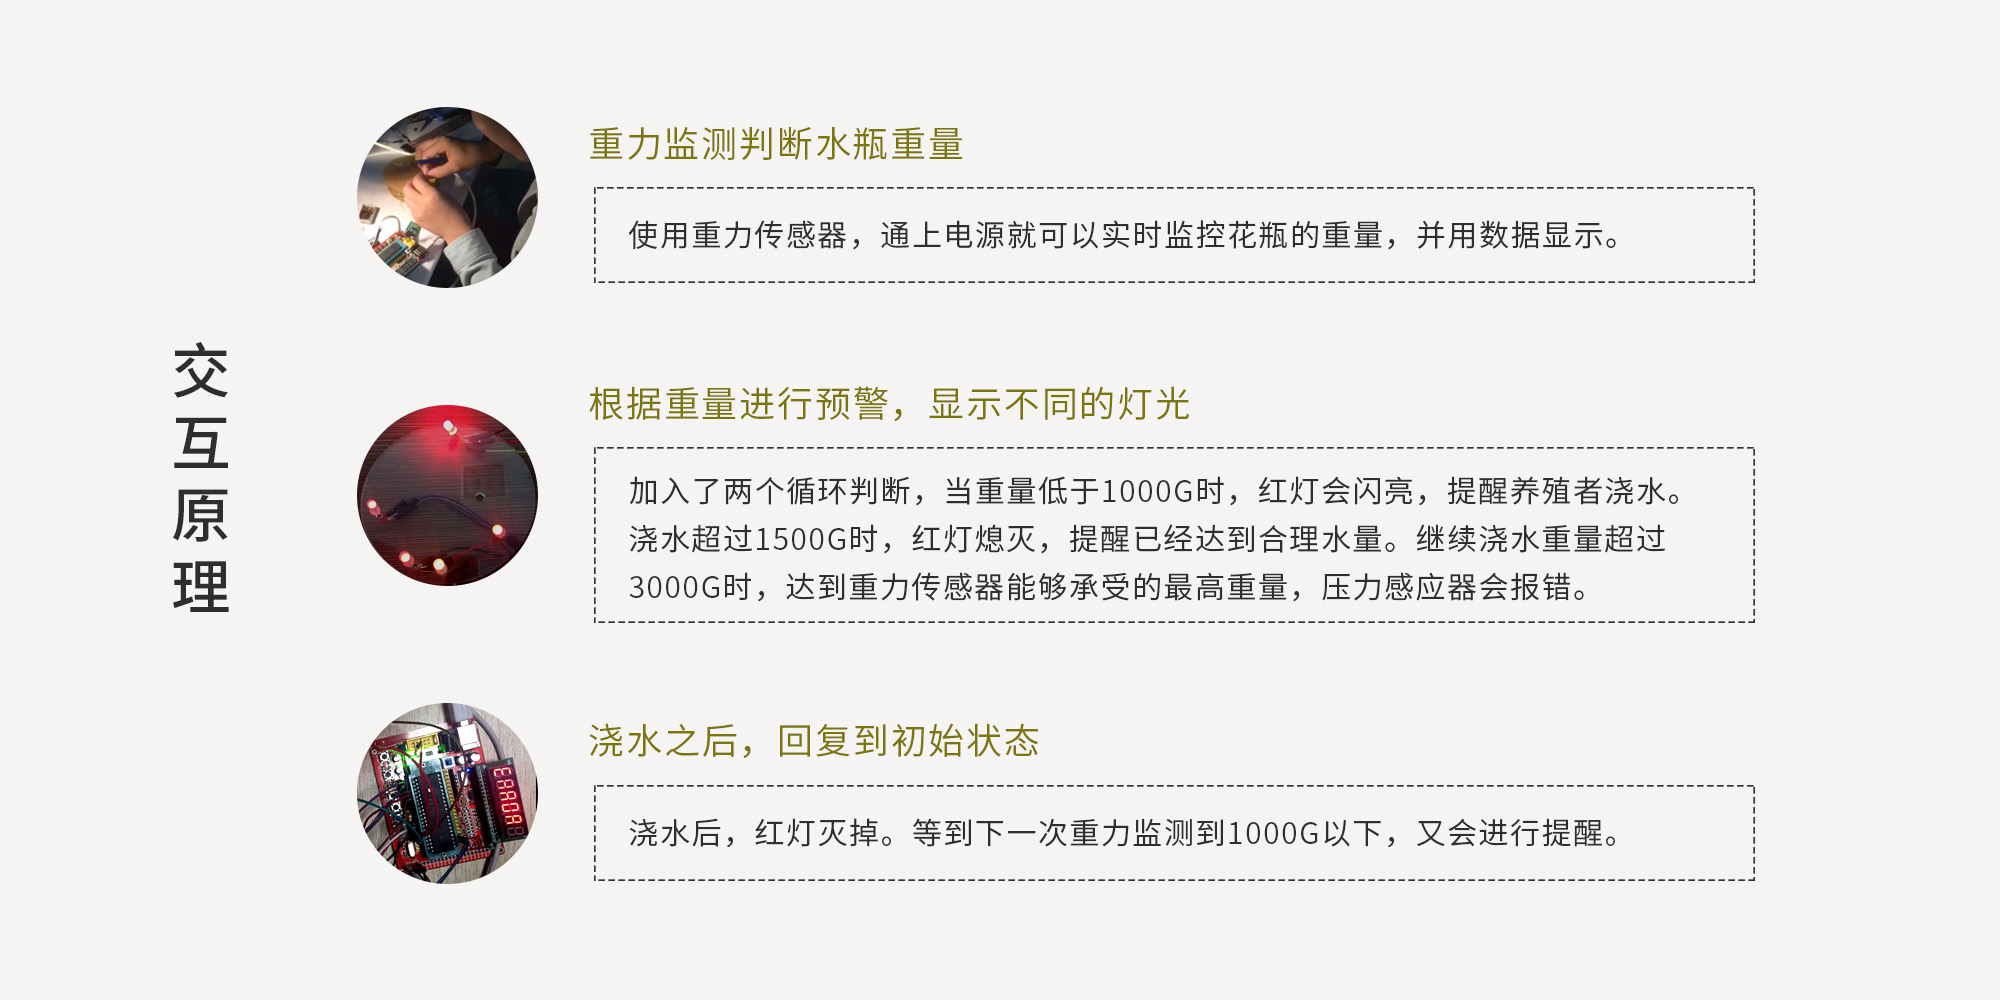 交互原理
重力监测判断水瓶重量
使用重力传感器，通上电源就可以实时监控花瓶的重量，并用数据显示。
根据重量进行预警，显示不同的灯光
加入了两个循环判断，当重量低于1000G时，红灯会闪亮，提醒养殖者浇水。
浇水超过1500G时，红灯熄灭，提醒已经达到合理水量。继续浇水重量超过
3000G时，达到重力传感器能够承受的最高重量，压力感应器会报错。
浇水之后，回复到初始状态
浇水后，红灯灭掉。等到下一次重力监测到1000G以下，又会进行提醒。